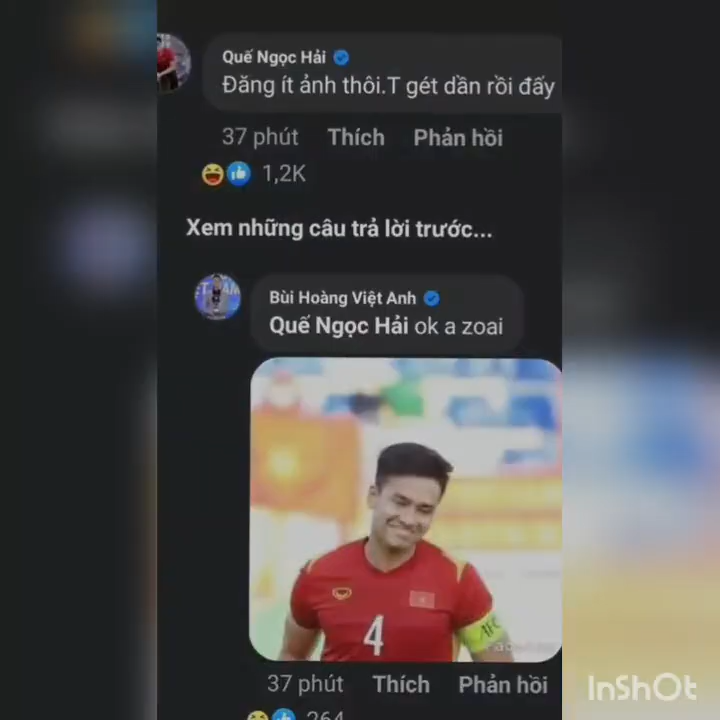 Quế Ngọc Hải
Đăng ít ảnh thôi.T gét dần rồi đấy
37 phút Thích Phản hồi
1,2K
Xem những câu trả lời trước...
Bùi Hoàng Việt Anh
Quế Ngọc Hải ok a zoai
4
AFC
37 phút Thích Phản hồi
264
InShOt